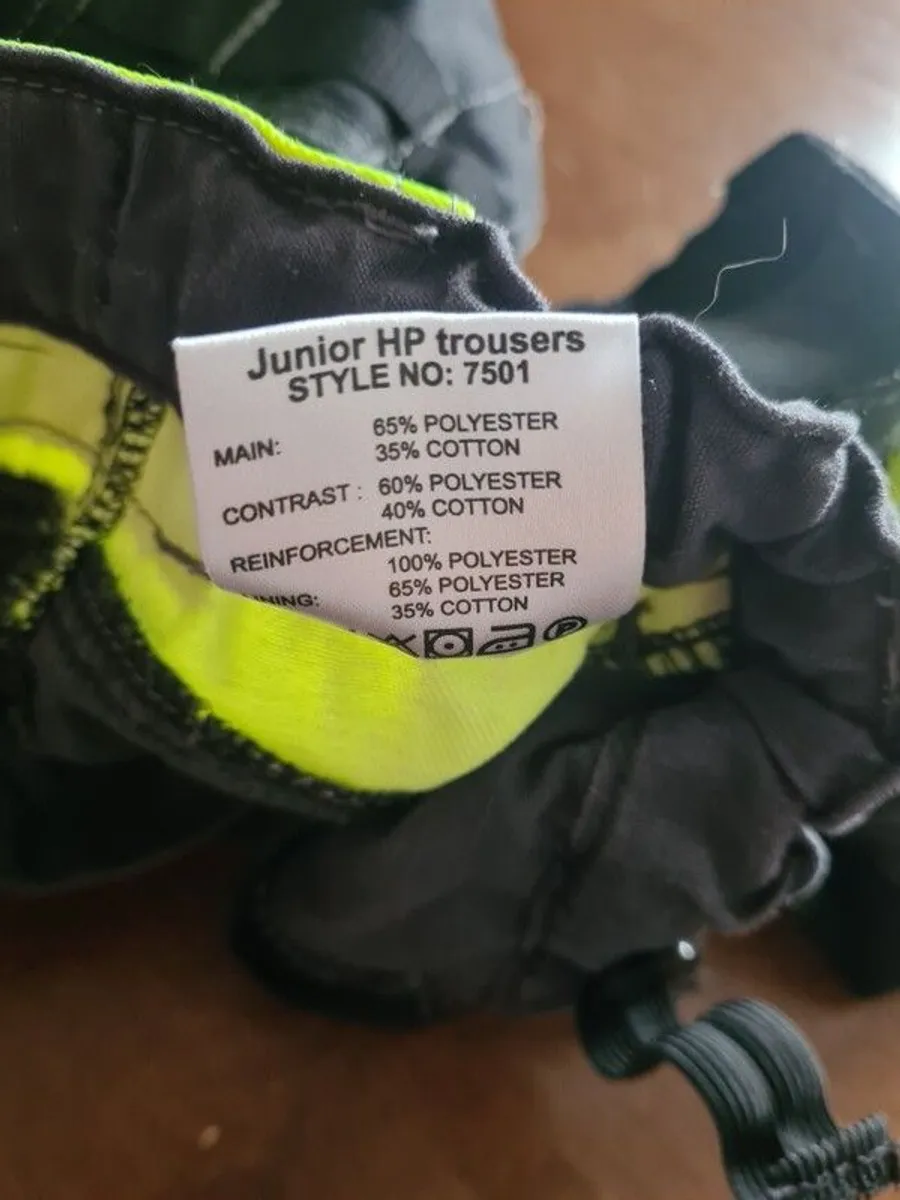 Junior HP trousers
STYLE NO: 7501
MAIN: 65% POLYESTER
35% COTTON
CONTRAST : 60% POLYESTER
40% COTTON
REINFORCEMENT:
100% POLYESTER
65% POLYESTER
35% COTTON
P